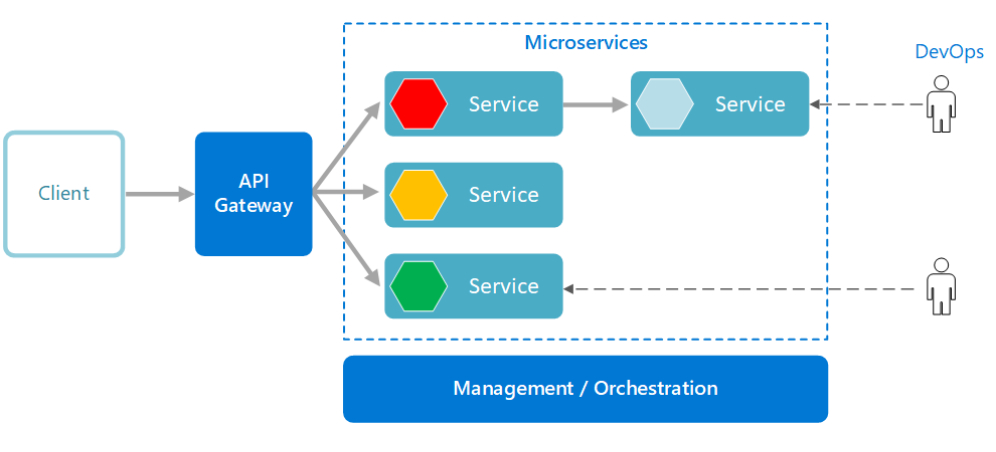 Microservices
DevOps
Service
Service
Client
API
Gateway
Service
Service
Management / Orchestration